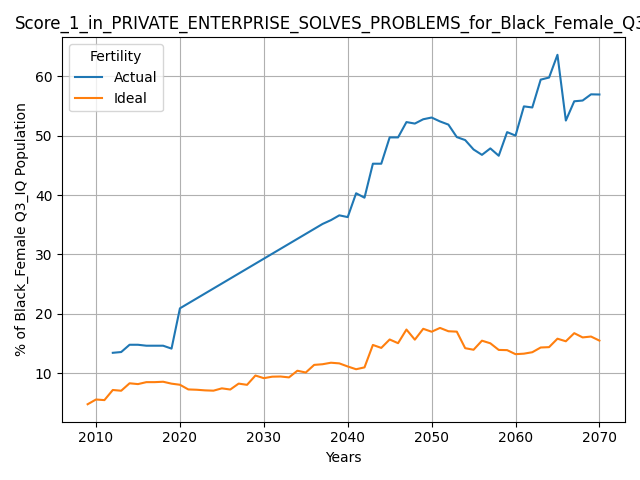 Score_1_in_PRIVATE_ENTERPRISE_SOLVES_PROBLEMS_for_Black_Female_Q3
Fertility
Actual
Ideal
% of Black_Female Q3_IQ Population
60
50
40
30
20
10
2010 2020 2030 2040 2050 2060 2070
Years